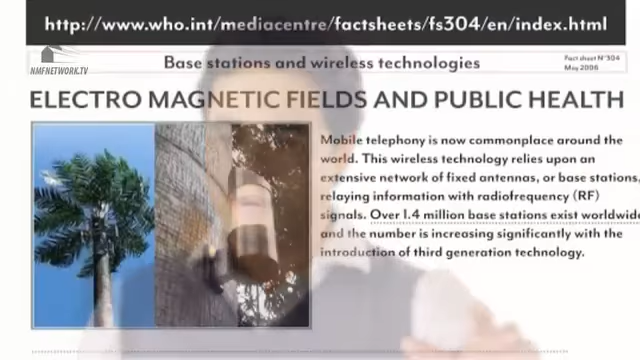 http://www.who.int/mediacentre/factsheets/fs304/en/index.html
NMFNETWORK.TV
Base stations and wireless technologies
Fact sheet N°304
May 2006
ELECTRO MAGNETIC FIELDS AND PUBLIC HEALTH
Mobile telephony is now commonplace around the
world. This wireless technology relies upon an
extensive network of fixed antennas, or base stations,
relaying information with radiofrequency (RF)
signals. Over 1.4 million base stations exist worldwide
and the number is increasing significantly with the
introduction of third generation technology.